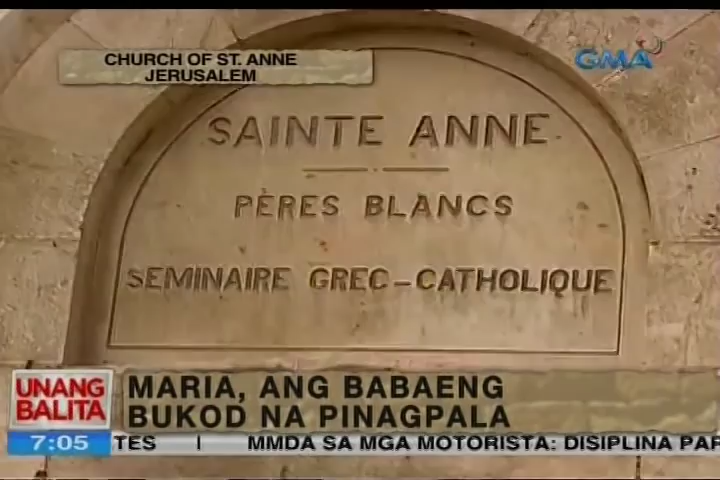 CHURCH OF ST. ANNE
JERUSALEM
GMA
SAINTE ANNE
PÈRES BLANCS
SEMINAIRE GREC-CATHOLIQUE
UNANG
BALITA
MARIA, ANG BABAENG
BUKOD NA PINAGPALA
7:05
TES | MMDA SA MGA MOTORISTA: DISIPLINA PAR